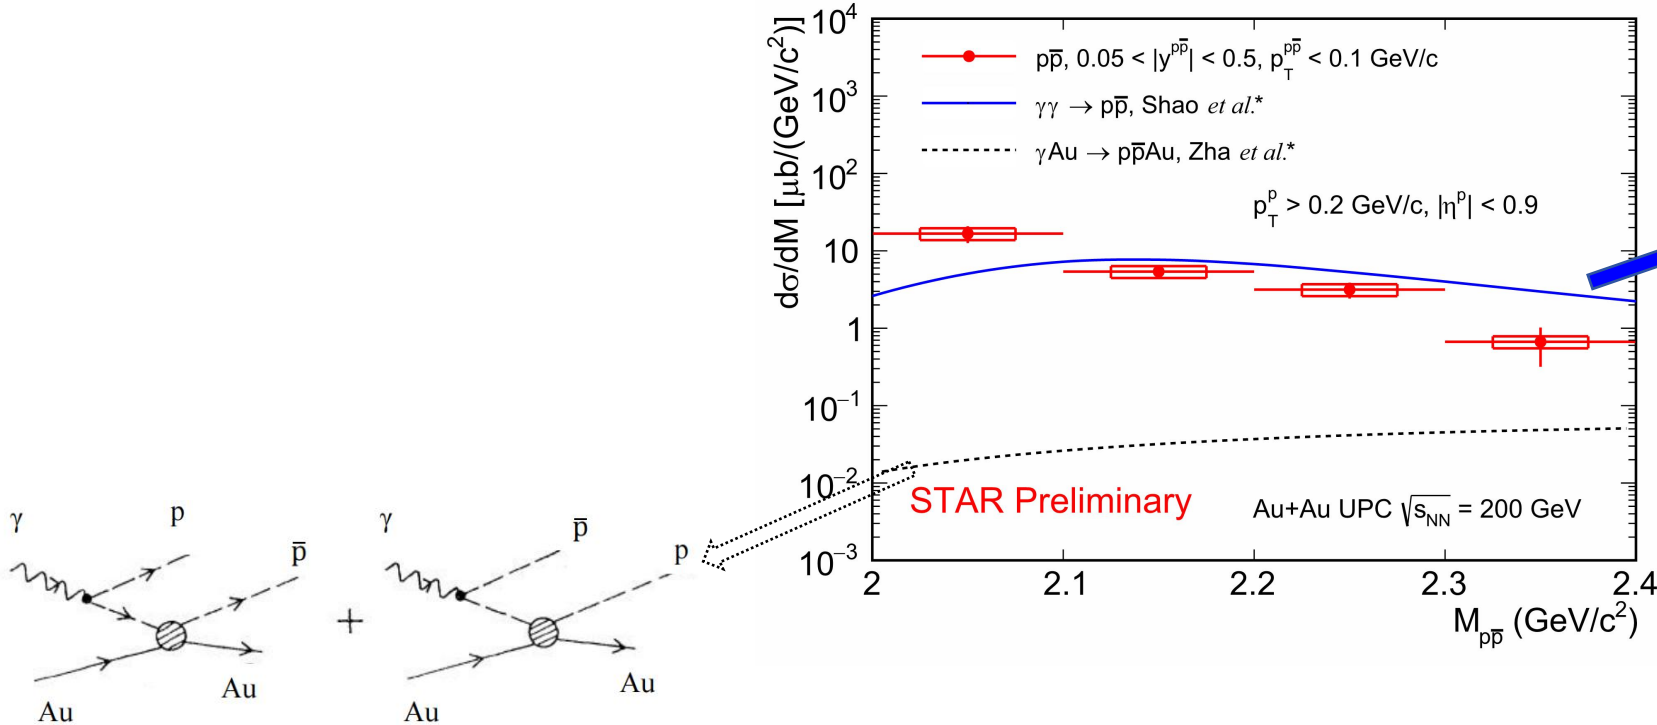 dσ/dM [μb/(GeV/c²)]
10⁴
10³
10²
10
1
10⁻¹
10⁻²
10⁻³
pp̅, 0.05 < |y^{pp̅}| < 0.5, p_T^{pp̅} < 0.1 GeV/c
γγ → pp̅, Shao et al.*
γAu → pp̅Au, Zha et al.*
p_T^p > 0.2 GeV/c, |η^p| < 0.9
STAR Preliminary
Au+Au UPC √s_NN = 200 GeV
2 2.1 2.2 2.3 2.4
M_{pp̅} (GeV/c²)
γ p p̅
Au Au
+
γ p̅ p
Au Au